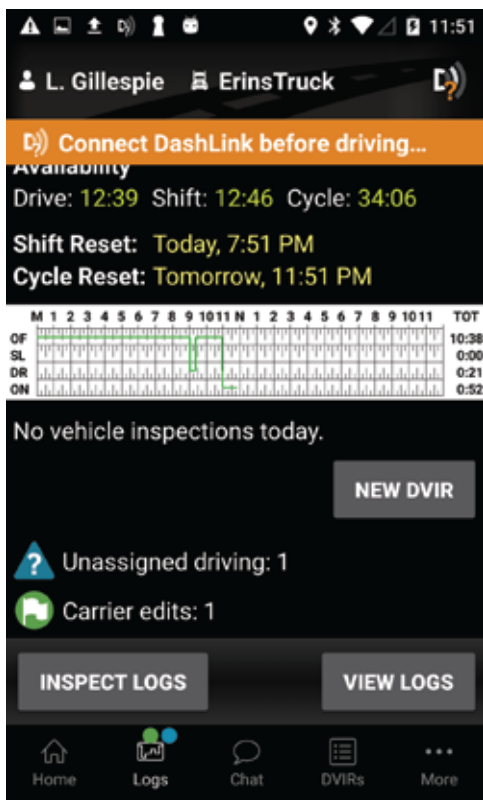 11:51
L. Gillespie ErinsTruck
Connect DashLink before driving...
Availability
Drive: 12:39 Shift: 12:46 Cycle: 34:06
Shift Reset: Today, 7:51 PM
Cycle Reset: Tomorrow, 11:51 PM
M 1 2 3 4 5 6 7 8 9 10 11 N 1 2 3 4 5 6 7 8 9 10 11 TOT
OF 10:38
SL 0:00
DR 0:21
ON 0:52
No vehicle inspections today.
NEW DVIR
Unassigned driving: 1
Carrier edits: 1
INSPECT LOGS VIEW LOGS
Home Logs Chat DVIRs More